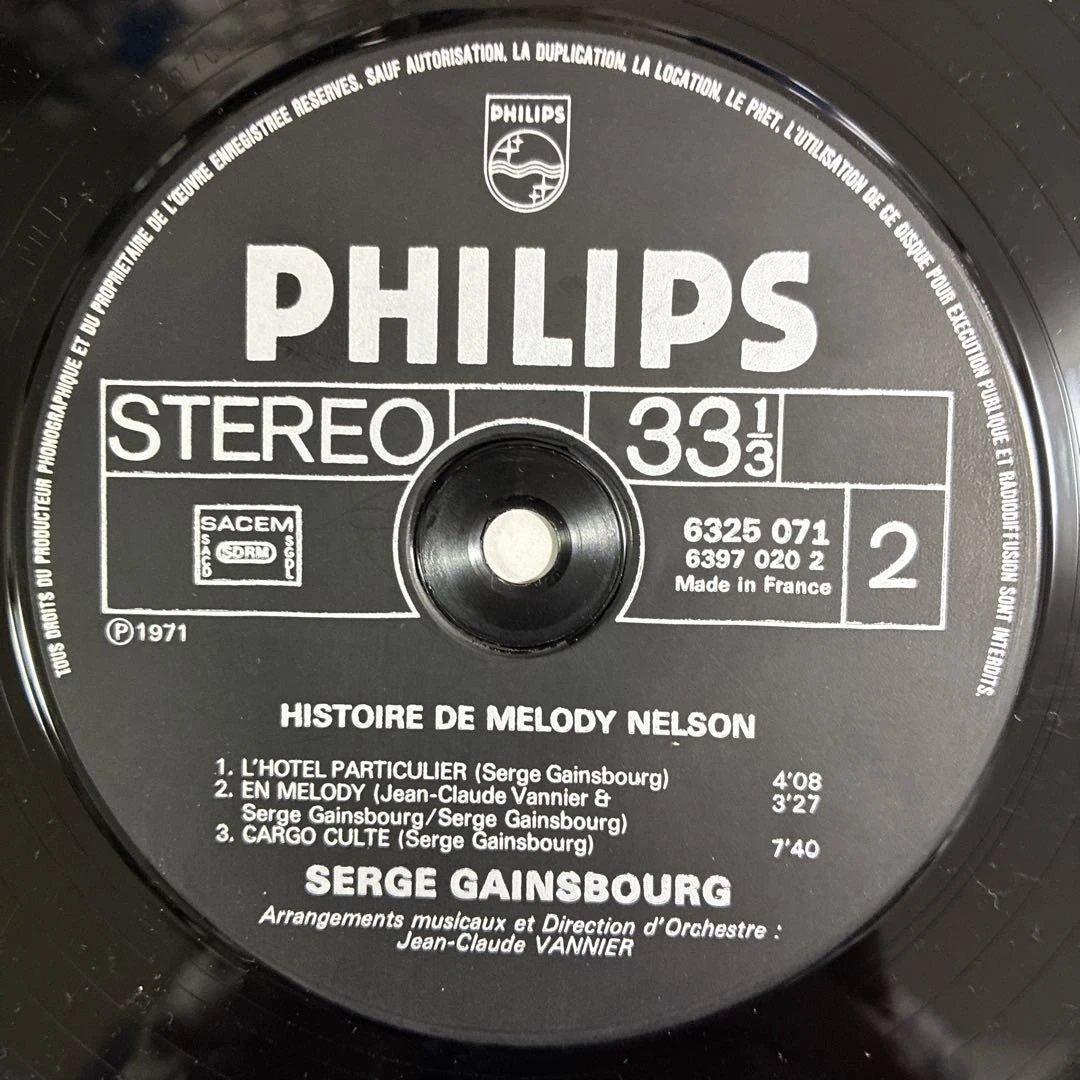 TOUS DROITS DU PRODUCTEUR PHONOGRAPHIQUE ET DU PROPRIETAIRE DE L'ŒUVRE ENREGISTREE RESERVES. SAUF AUTORISATION, LA DUPLICATION, LA LOCATION, LE PRET, L'UTILISATION DE CE DISQUE POUR EXECUTION PUBLIQUE ET RADIODIFFUSION SONT INTERDITS.
PHILIPS
PHILIPS
STEREO
33 1/3
SACEM
SACD
SDRM
SGDL
6325 071
6397 020 2
Made in France
2
Ⓟ1971
HISTOIRE DE MELODY NELSON
1. L'HOTEL PARTICULIER (Serge Gainsbourg) 4'08
2. EN MELODY (Jean-Claude Vannier & 3'27
Serge Gainsbourg/Serge Gainsbourg)
3. CARGO CULTE (Serge Gainsbourg) 7'40
SERGE GAINSBOURG
Arrangements musicaux et Direction d'Orchestre :
Jean-Claude VANNIER